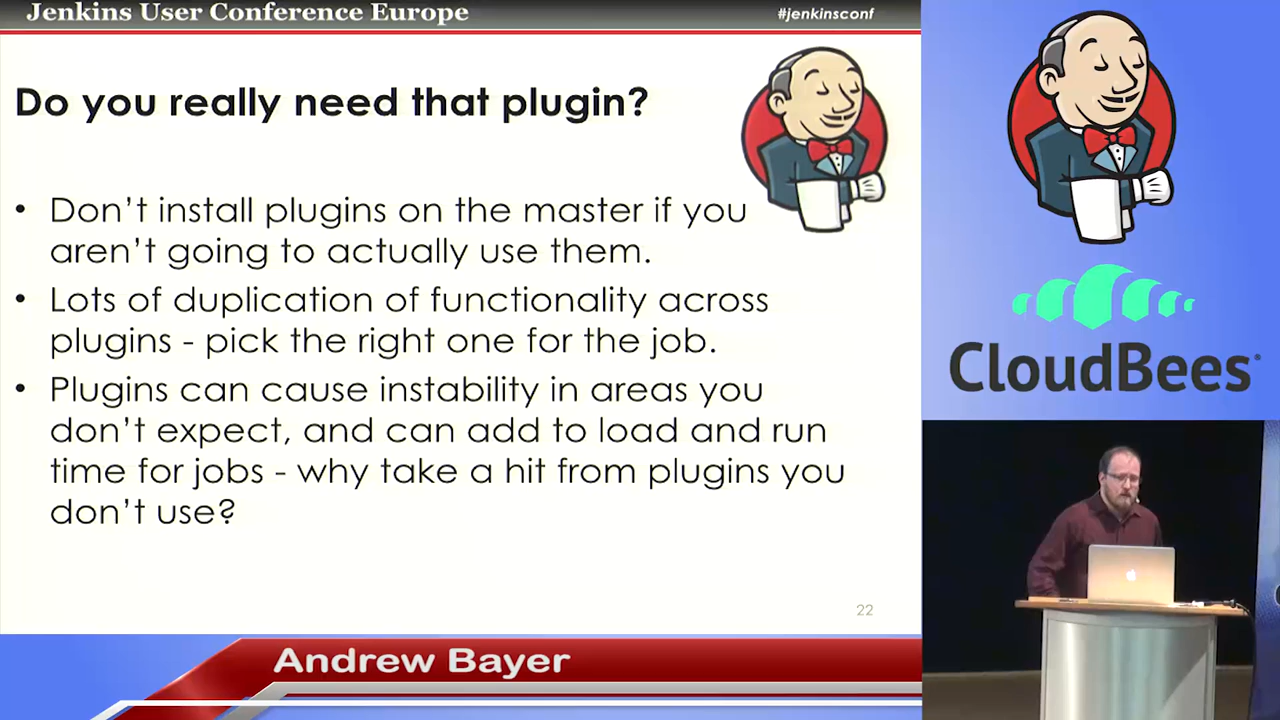 Jenkins User Conference Europe
#jenkinsconf
Do you really need that plugin?
• Don't install plugins on the master if you
aren't going to actually use them.
• Lots of duplication of functionality across
plugins - pick the right one for the job.
• Plugins can cause instability in areas you
don't expect, and can add to load and run
time for jobs - why take a hit from plugins you
don't use?
22
Andrew Bayer
CloudBees